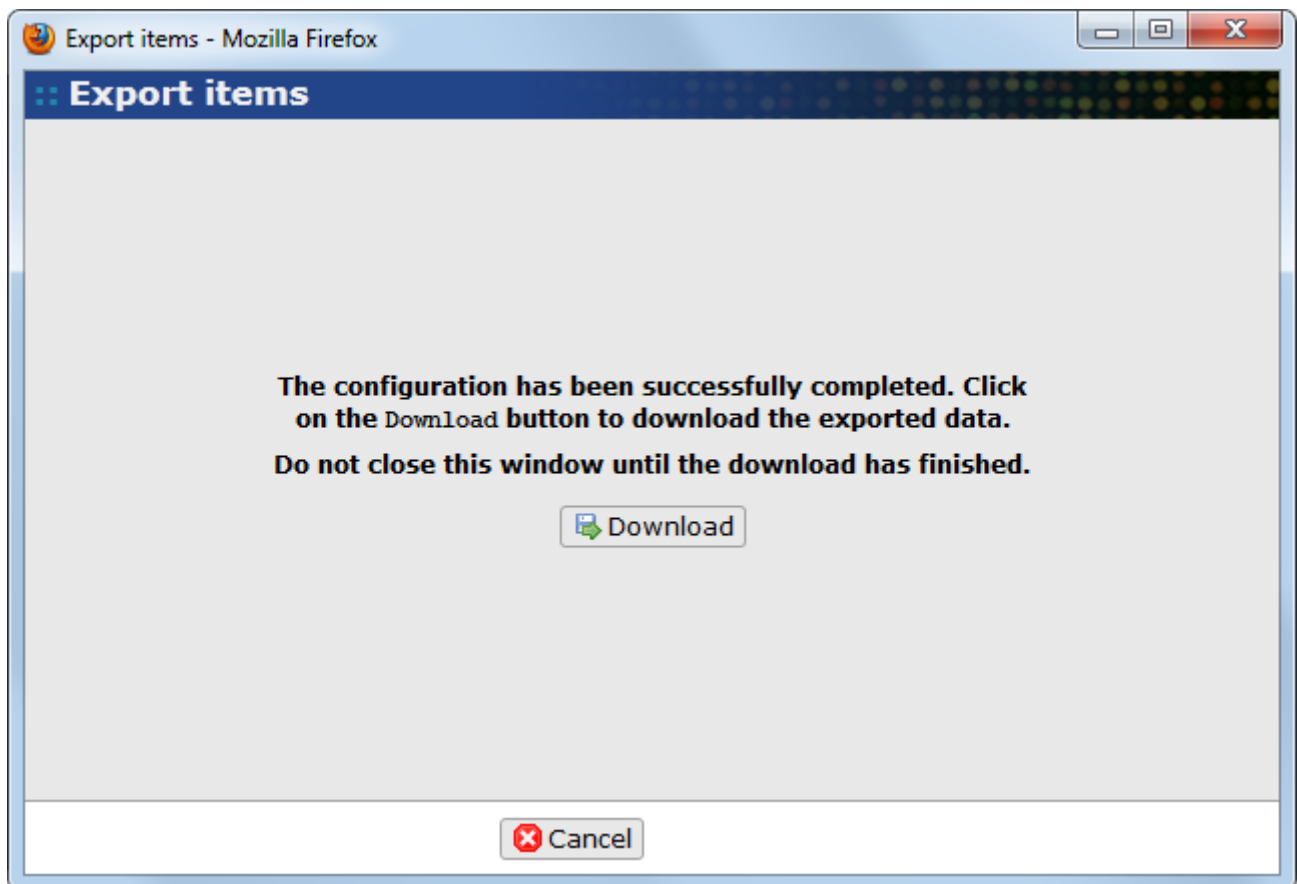 Export items - Mozilla Firefox
:: Export items
The configuration has been successfully completed. Click
on the Download button to download the exported data.
Do not close this window until the download has finished.
Download
Cancel